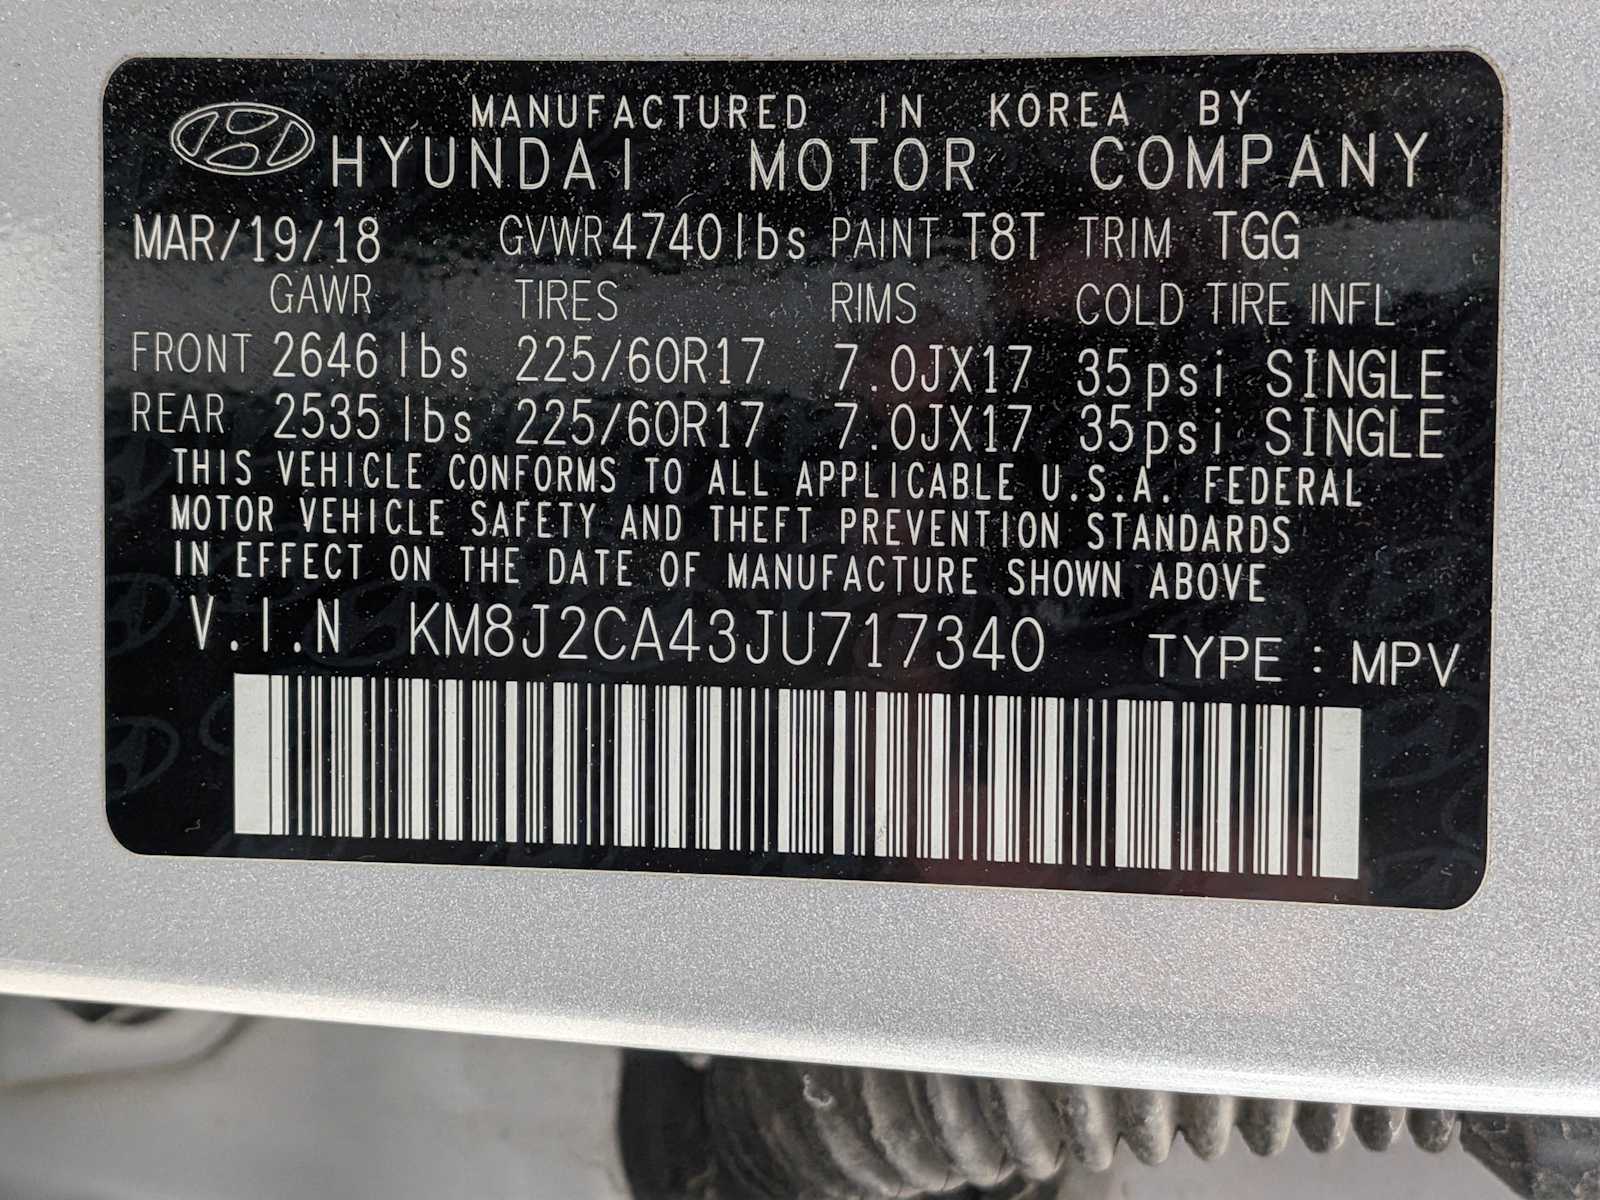 MANUFACTURED IN KOREA BY
HYUNDAI MOTOR COMPANY
MAR/19/18 GVWR 4740lbs PAINT T8T TRIM TGG
GAWR TIRES RIMS COLD TIRE INFL
FRONT 2646 lbs 225/60R17 7.0JX17 35psi SINGLE
REAR 2535 lbs 225/60R17 7.0JX17 35psi SINGLE
THIS VEHICLE CONFORMS TO ALL APPLICABLE U.S.A. FEDERAL
MOTOR VEHICLE SAFETY AND THEFT PREVENTION STANDARDS
IN EFFECT ON THE DATE OF MANUFACTURE SHOWN ABOVE
V.I.N KM8J2CA43JU717340 TYPE : MPV